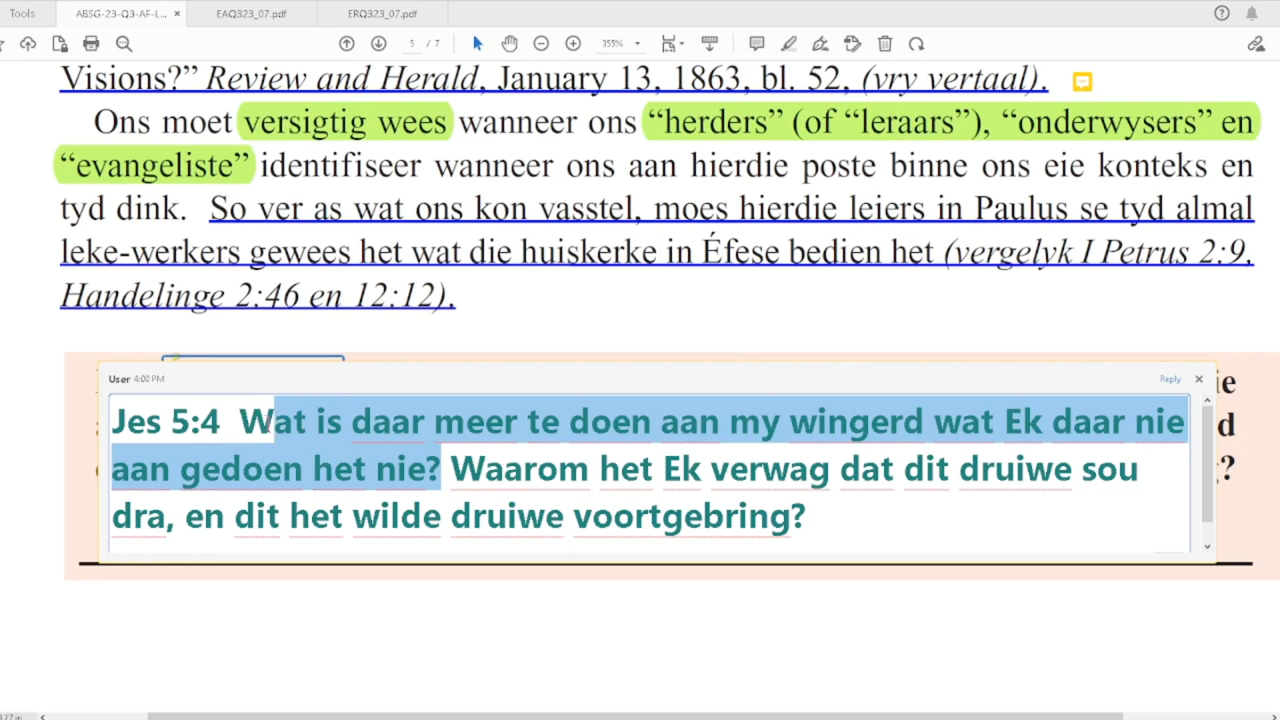 Tools
ABSG-23-Q3-AF-L...
EAQ323_07.pdf
ERQ323_07.pdf
5 / 7
355%
Visions?” Review and Herald, January 13, 1863, bl. 52, (vry vertaal).
Ons moet versigtig wees wanneer ons “herders” (of “leraars”), “onderwysers” en
“evangeliste” identifiseer wanneer ons aan hierdie poste binne ons eie konteks en
tyd dink. So ver as wat ons kon vasstel, moes hierdie leiers in Paulus se tyd almal
leke-werkers gewees het wat die huiskerke in Éfese bedien het (vergelyk I Petrus 2:9,
Handelinge 2:46 en 12:12).
User 4:00 PM
Reply
Jes 5:4 Wat is daar meer te doen aan my wingerd wat Ek daar nie
aan gedoen het nie? Waarom het Ek verwag dat dit druiwe sou
dra, en dit het wilde druiwe voortgebring?